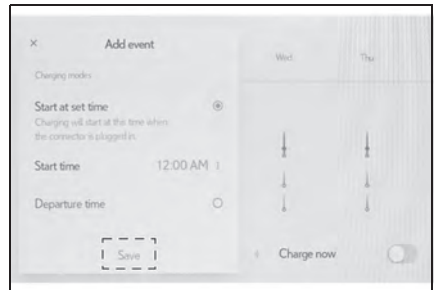 × Add event
Charging modes
Start at set time
Charging will start at the time when
the connector is plugged in.
Start time 12:00 AM
Departure time
Save
Wed
Thu
Charge now